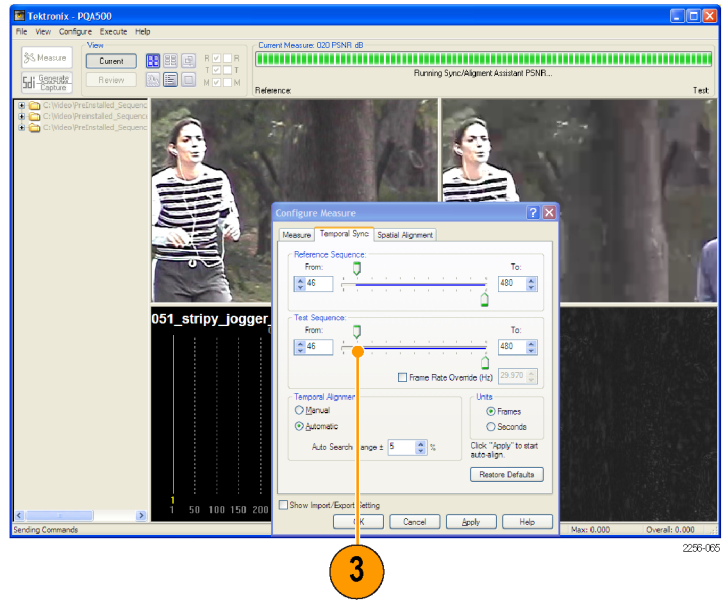 Tektronix - PQA500
File View Configure Execute Help
Measure
View
Current
Review
R R
T T
M M
Generate
Capture
Current Measure: 020 PSNR dB
Running Sync/Aligment Assistant PSNR...
Reference:
Test:
C:\Video\PreInstalled_Sequenc
C:\Video\PreInstalled_Sequenc
C:\Video\PreInstalled_Sequenc
051_stripy_jogger_
1
1 50 100 150 200
Configure Measure
Measure Temporal Sync Spatial Alignment
Reference Sequence:
From: To:
46 480
Test Sequence:
From: To:
46 480
Frame Rate Override (Hz) 29.970
Temporal Alignment
Manual
Automatic
Auto Search Range ± 5 %
Units
Frames
Seconds
Click "Apply" to start
auto-align.
Restore Defaults
Show Import/Export Setting
OK Cancel Apply Help
Sending Commands
Max: 0.000 Overall: 0.000
2256-065
3